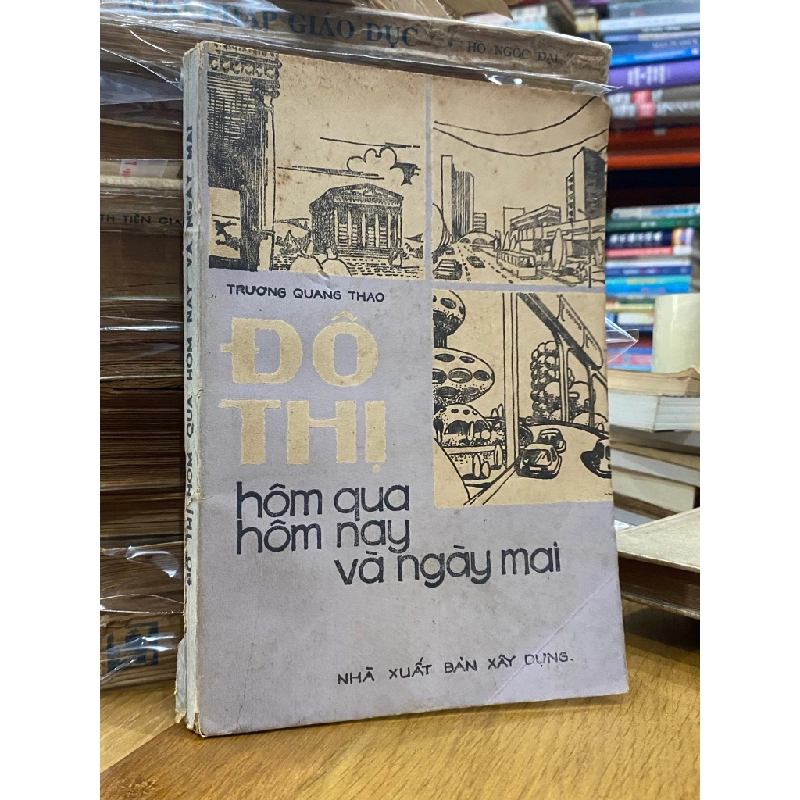 PHÁP GIÁO DỤC
HỒ NGỌC ĐẠI
TRƯƠNG QUANG THAO
ĐÔ
THỊ
hôm qua
hôm nay
và ngày mai
NHÀ XUẤT BẢN XÂY DỰNG.
ĐÔ THỊ HÔM QUA HÔM NAY VÀ NGÀY MAI